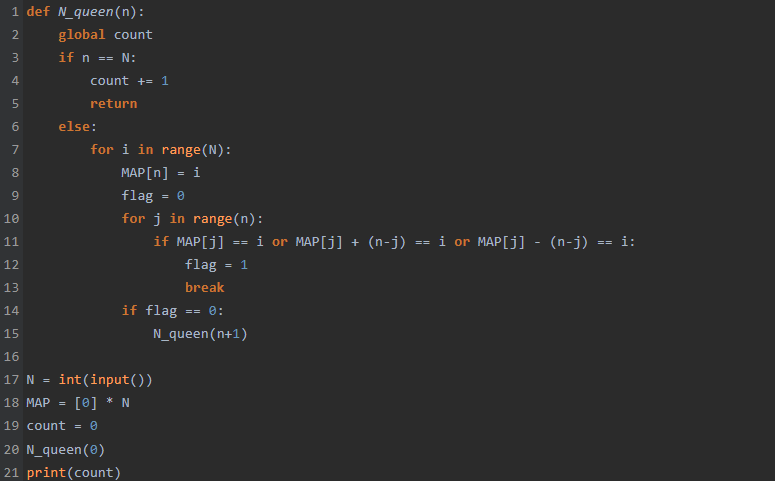 1 def N_queen(n):
2     global count
3     if n == N:
4         count += 1
5         return
6     else:
7         for i in range(N):
8             MAP[n] = i
9             flag = 0
10             for j in range(n):
11                 if MAP[j] == i or MAP[j] + (n-j) == i or MAP[j] - (n-j) == i:
12                     flag = 1
13                     break
14             if flag == 0:
15                 N_queen(n+1)
16
17 N = int(input())
18 MAP = [0] * N
19 count = 0
20 N_queen(0)
21 print(count)